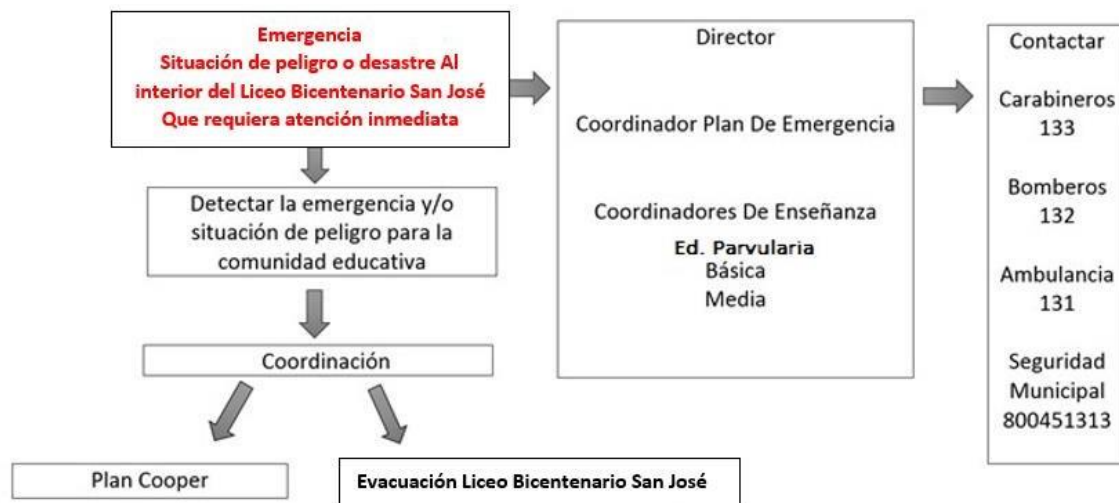 Emergencia
Situación de peligro o desastre Al
interior del Liceo Bicentenario San José
Que requiera atención inmediata
Detectar la emergencia y/o
situación de peligro para la
comunidad educativa
Coordinación
Plan Cooper
Evacuación Liceo Bicentenario San José
Director
Coordinador Plan De Emergencia
Coordinadores De Enseñanza
Ed. Parvularia
Básica
Media
Contactar
Carabineros
133
Bomberos
132
Ambulancia
131
Seguridad
Municipal
800451313